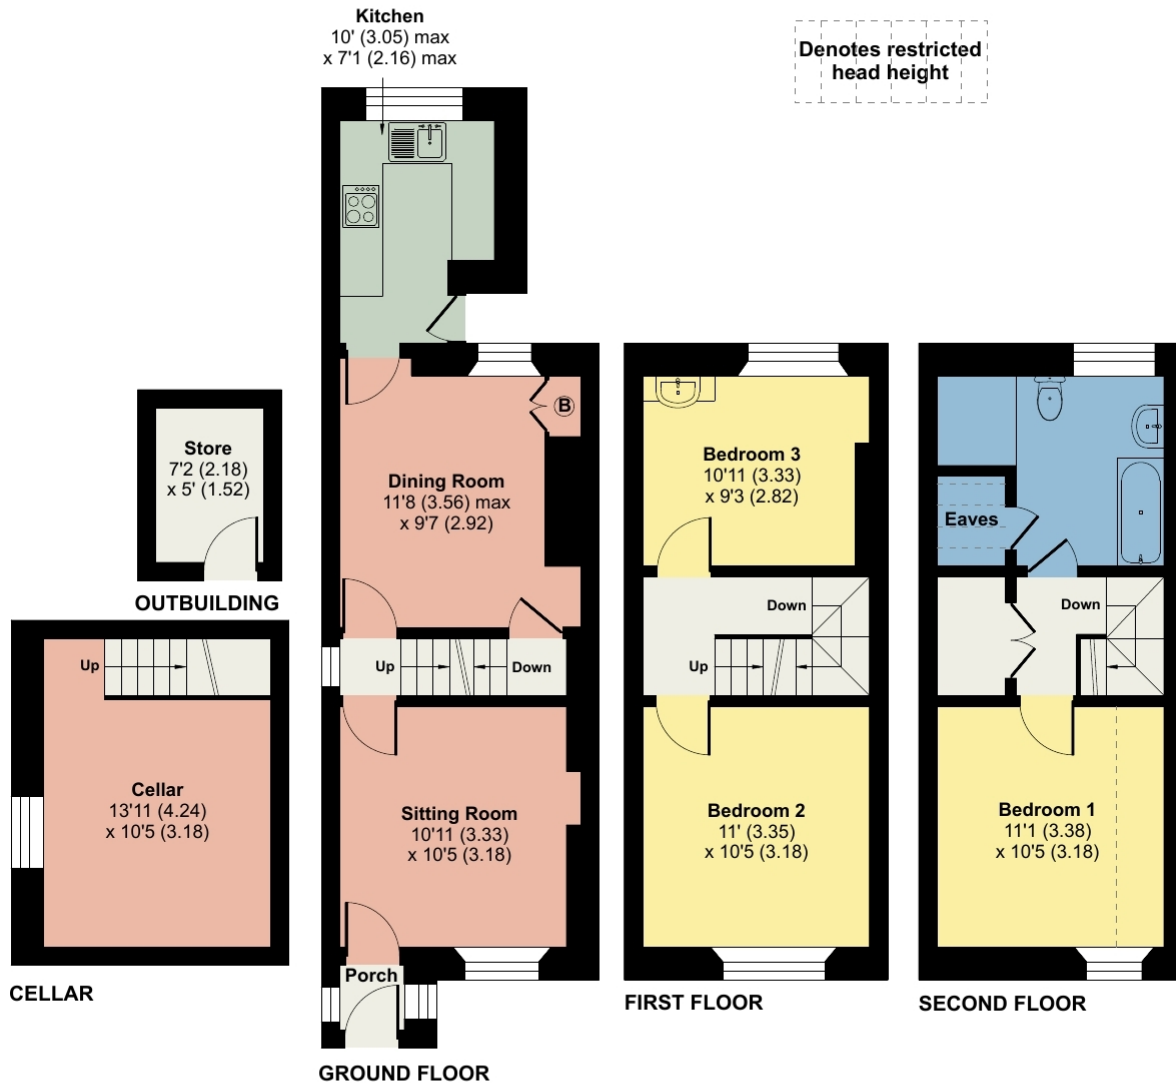 Kitchen
10' (3.05) max
x 7'1 (2.16) max
Denotes restricted
head height
Store
7'2 (2.18)
x 5' (1.52)
OUTBUILDING
Up
Cellar
13'11 (4.24)
x 10'5 (3.18)
CELLAR
B
Dining Room
11'8 (3.56) max
x 9'7 (2.92)
Up
Down
Sitting Room
10'11 (3.33)
x 10'5 (3.18)
Porch
GROUND FLOOR
Bedroom 3
10'11 (3.33)
x 9'3 (2.82)
Down
Up
Bedroom 2
11' (3.35)
x 10'5 (3.18)
FIRST FLOOR
Eaves
Down
Bedroom 1
11'1 (3.38)
x 10'5 (3.18)
SECOND FLOOR